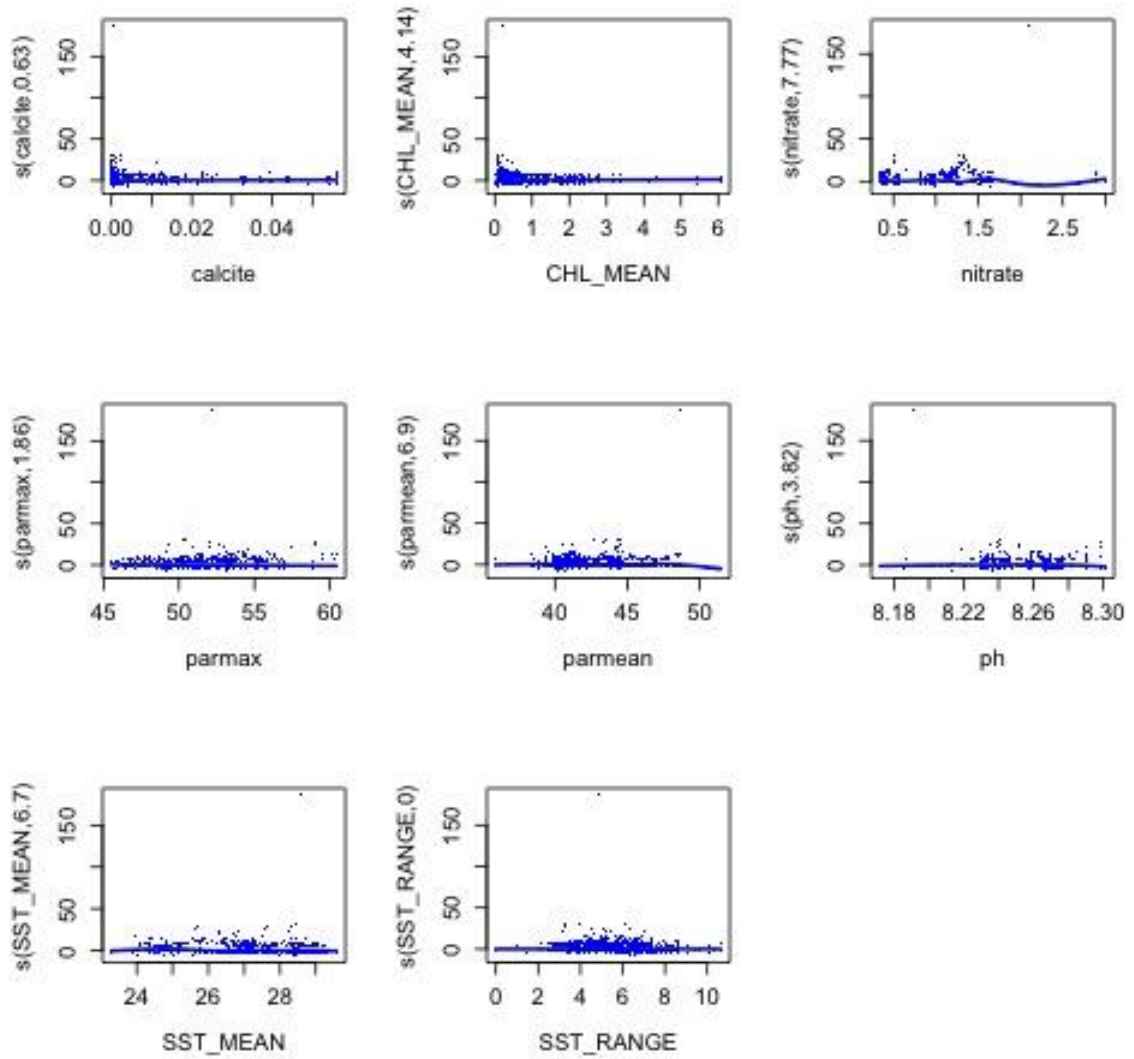 s(calcite,0.63)
150
50
0
0.00 0.02 0.04
calcite
s(CHL_MEAN,4.14)
150
50
0
0 1 2 3 4 5 6
CHL_MEAN
s(nitrate,7.77)
150
50
0
0.5 1.5 2.5
nitrate
s(parmax,1.86)
150
50
0
45 50 55 60
parmax
s(parmean,6.9)
150
50
0
40 45 50
parmean
s(ph,3.82)
150
50
0
8.18 8.22 8.26 8.30
ph
s(SST_MEAN,6.7)
150
50
0
24 26 28
SST_MEAN
s(SST_RANGE,0)
150
50
0
0 2 4 6 8 10
SST_RANGE